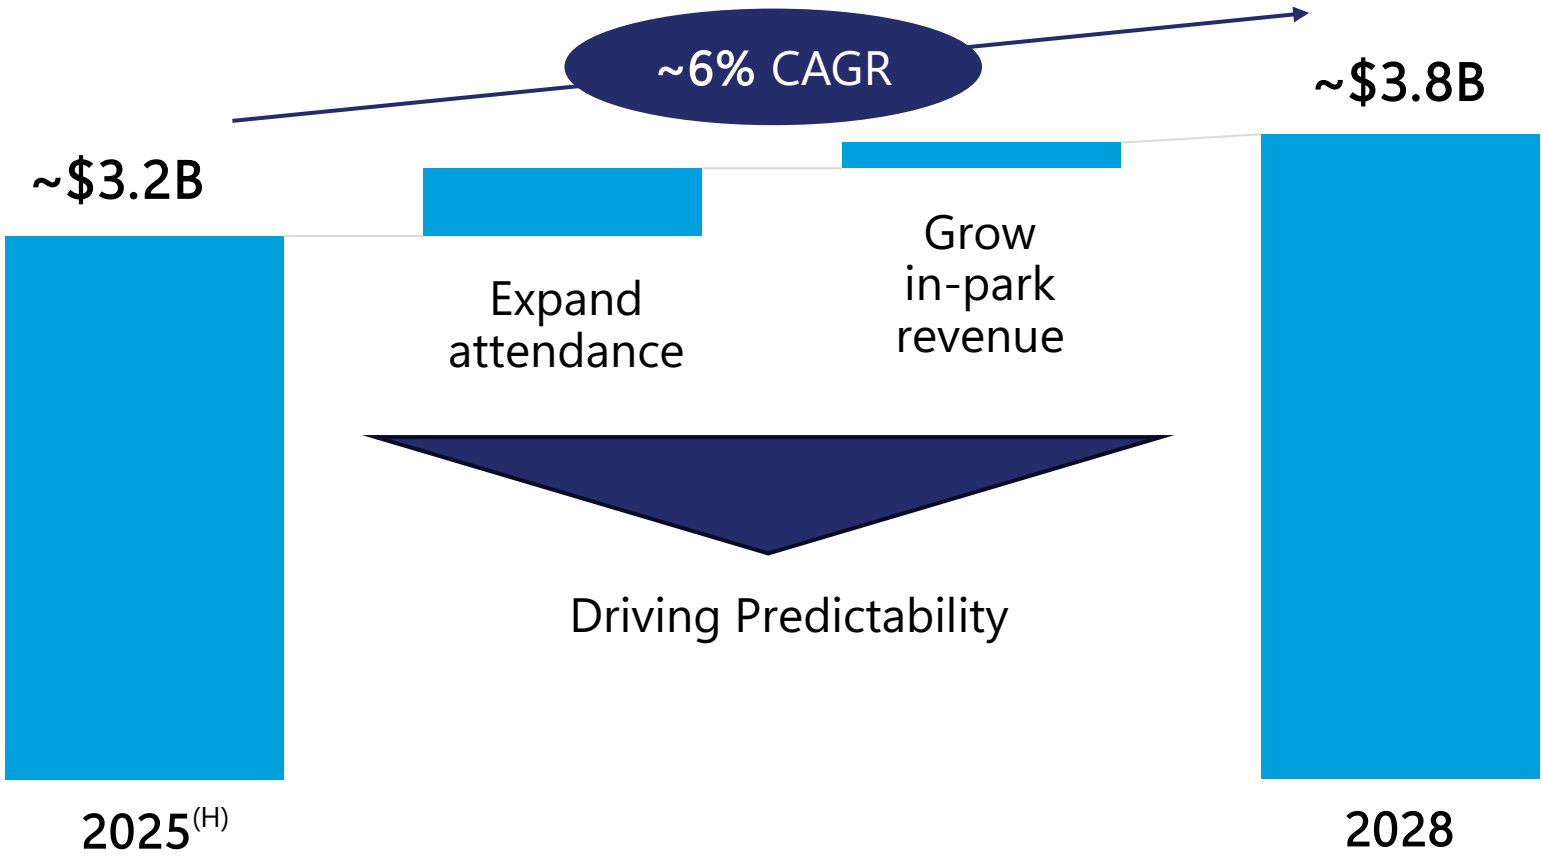 ~6% CAGR
~$3.8B
~$3.2B
Expand
attendance
Grow
in-park
revenue
Driving Predictability
2025(H)
2028